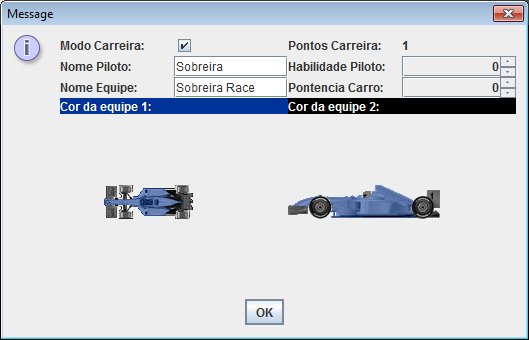 Message
Modo Carreira: Pontos Carreira: 1
Nome Piloto: Sobreira Habilidade Piloto: 0
Nome Equipe: Sobreira Race Pontencia Carro: 0
Cor da equipe 1: Cor da equipe 2:
OK